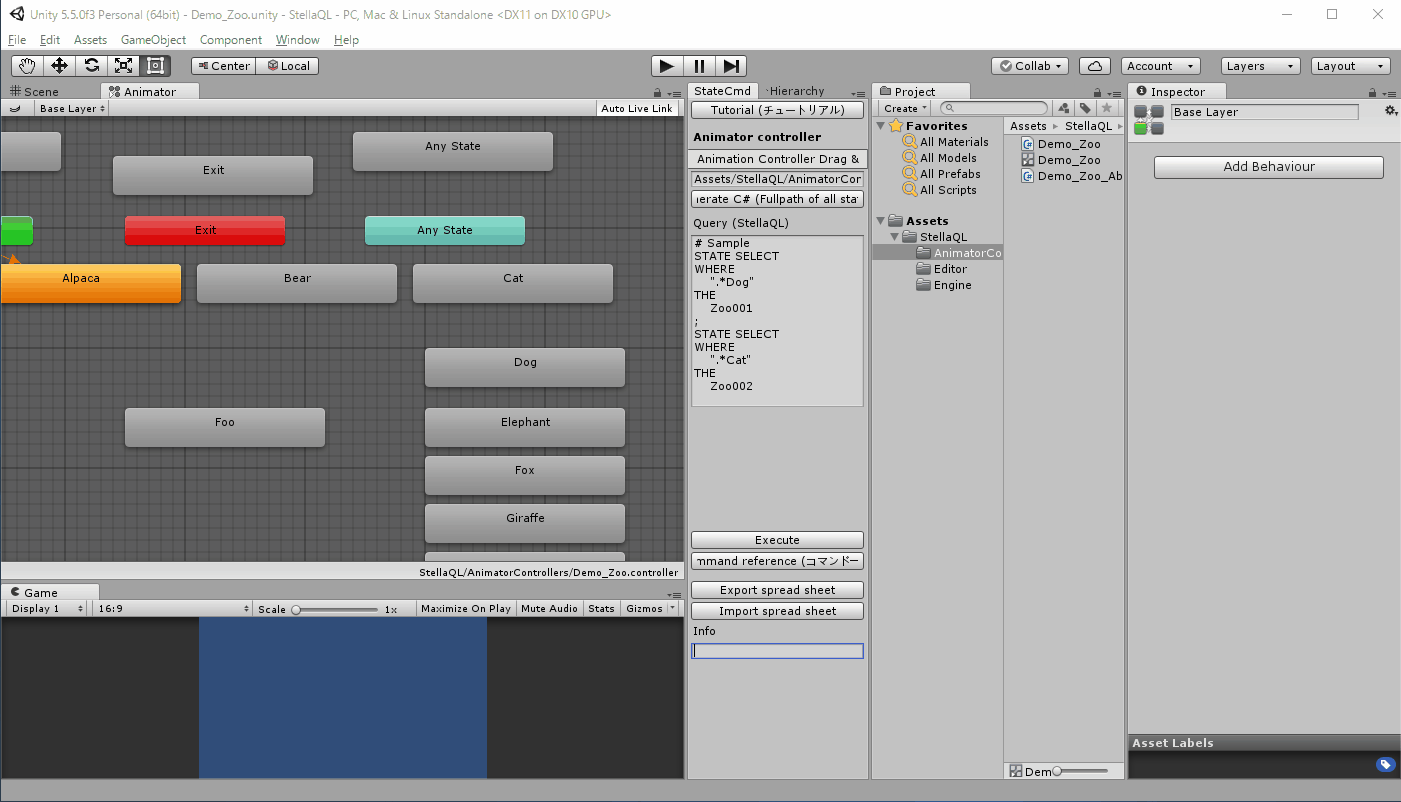 Unity 5.5.0f3 Personal (64bit) - Demo_Zoo.unity - StellaQL - PC, Mac & Linux Standalone <DX11 on DX10 GPU>
File Edit Assets GameObject Component Window Help
Center Local Collab Account Layers Layout
Scene Animator
Base Layer Auto Live Link
Any State
Exit
Exit Any State
Alpaca Bear Cat
Dog
Foo Elephant
Fox
Giraffe
StellaQL/AnimatorControllers/Demo_Zoo.controller
Game
Display 1 16:9 Scale 1x Maximize On Play Mute Audio Stats Gizmos
StateCmd Hierarchy
Tutorial (チュートリアル)
Animator controller
Animation Controller Drag &
Assets/StellaQL/AnimatorCor
nerate C# (Fullpath of all sta
Query (StellaQL)
# Sample
STATE SELECT
WHERE
".*Dog"
THE
Zoo001
;
STATE SELECT
WHERE
".*Cat"
THE
Zoo002
Execute
mmand reference (コマンドー
Export spread sheet
Import spread sheet
Info
Project
Create
Favorites
All Materials
All Models
All Prefabs
All Scripts
Assets
StellaQL
AnimatorCo
Editor
Engine
Assets StellaQL
Demo_Zoo
Demo_Zoo
Demo_Zoo_Ab
Dem
Inspector
Base Layer
Add Behaviour
Asset Labels